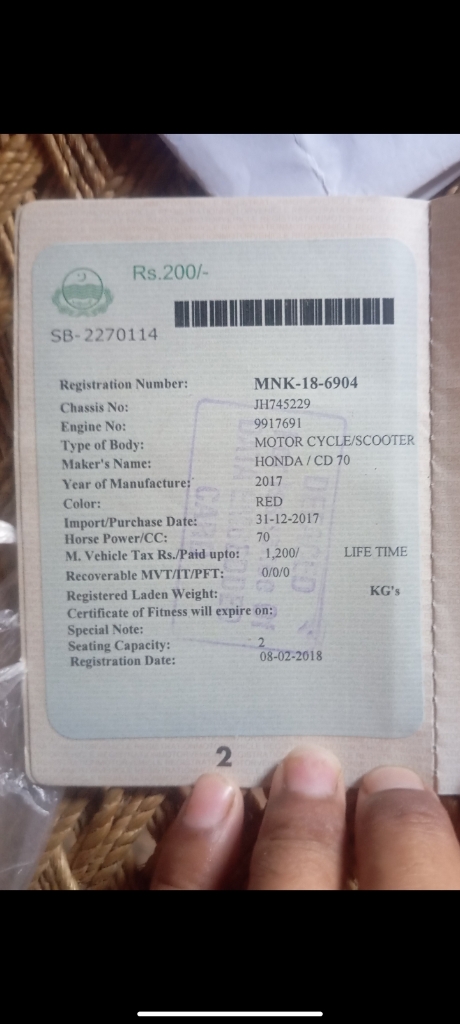 Rs.200/-
SB-2270114
Registration Number: MNK-18-6904
Chassis No: JH745229
Engine No: 9917691
Type of Body: MOTOR CYCLE/SCOOTER
Maker's Name: HONDA / CD 70
Year of Manufacture: 2017
Color: RED
Import/Purchase Date: 31-12-2017
Horse Power/CC: 70
M. Vehicle Tax Rs./Paid upto: 1,200/ LIFE TIME
Recoverable MVT/IT/PFT: 0/0/0
Registered Laden Weight: KG's
Certificate of Fitness will expire on:
Special Note:
Seating Capacity: 2
Registration Date: 08-02-2018
2